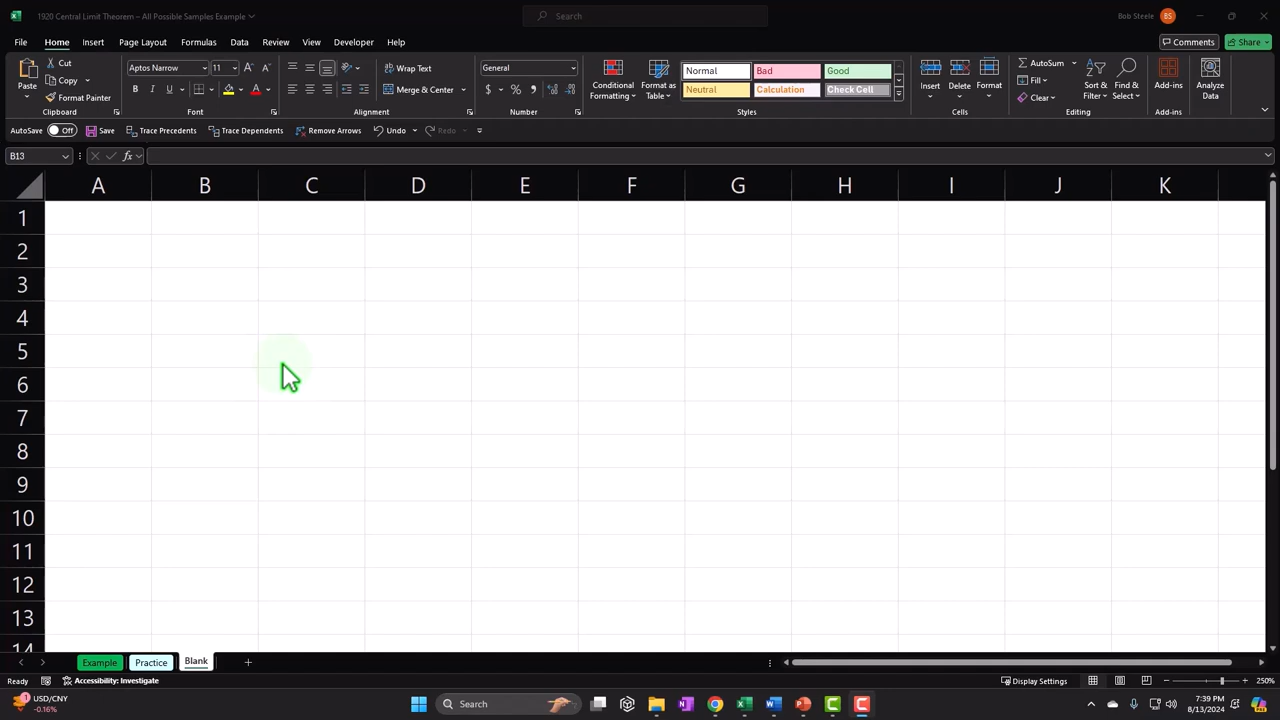 1920 Central Limit Theorem – All Possible Samples Example
Search
Bob Steele BS
File Home Insert Page Layout Formulas Data Review View Developer Help
Comments Share
Paste
Cut
Copy
Format Painter
Clipboard
Aptos Narrow 11 A A
B I U A
Font
Wrap Text
Merge & Center
Alignment
General
$ % ,
Number
Conditional Formatting
Format as Table
Normal Bad Good
Neutral Calculation Check Cell
Styles
Insert Delete Format
Cells
AutoSum
Fill
Clear
Sort & Filter
Find & Select
Editing
Add-ins
Add-ins
Analyze Data
AutoSave Off Save Trace Precedents Trace Dependents Remove Arrows Undo Redo
B13 fx
A B C D E F G H I J K
1
2
3
4
5
6
7
8
9
10
11
12
13
14
Example Practice Blank
Ready Accessibility: Investigate Display Settings 250%
1 USD/CNY
-0.16%
Search
7:39 PM
8/13/2024